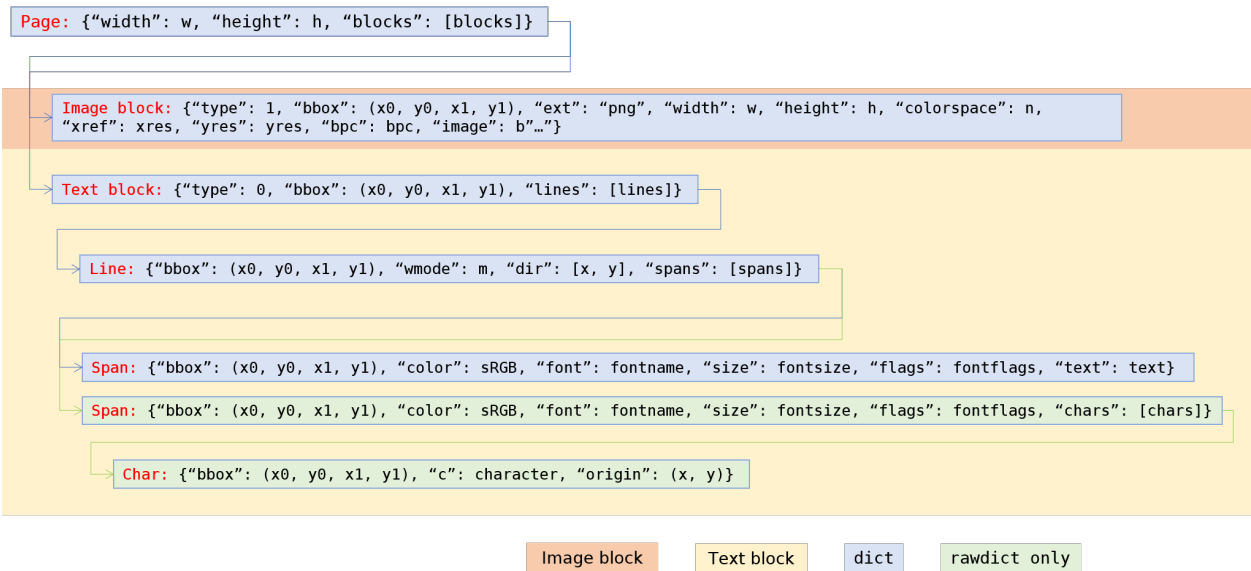 Page: {“width”: w, “height”: h, “blocks”: [blocks]}
Image block: {“type”: 1, “bbox”: (x0, y0, x1, y1), “ext”: “png”, “width”: w, “height”: h, “colorspace”: n,
“xref”: xres, “yres”: yres, “bpc”: bpc, “image”: b”…”}
Text block: {“type”: 0, “bbox”: (x0, y0, x1, y1), “lines”: [lines]}
Line: {“bbox”: (x0, y0, x1, y1), “wmode”: m, “dir”: [x, y], “spans”: [spans]}
Span: {“bbox”: (x0, y0, x1, y1), “color”: sRGB, “font”: fontname, “size”: fontsize, “flags”: fontflags, “text”: text}
Span: {“bbox”: (x0, y0, x1, y1), “color”: sRGB, “font”: fontname, “size”: fontsize, “flags”: fontflags, “chars”: [chars]}
Char: {“bbox”: (x0, y0, x1, y1), “c”: character, “origin”: (x, y)}
Image block Text block dict rawdict only